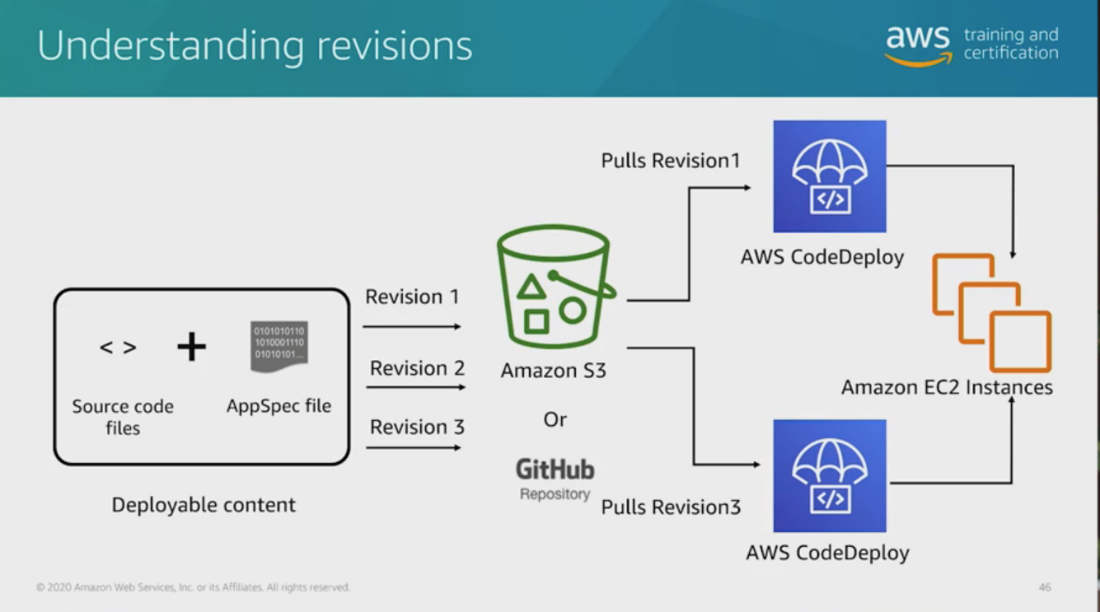 Understanding revisions
aws
training and
certification
Pulls Revision1
AWS CodeDeploy
Revision 1
Revision 2
Revision 3
< >
+
0101010110
1010001110
01010101...
Source code
files
AppSpec file
Deployable content
Amazon S3
Or
GitHub
Repository
</>
Amazon EC2 Instances
Pulls Revision3
</>
AWS CodeDeploy
© 2020 Amazon Web Services, Inc. or its Affiliates. All rights reserved.
46